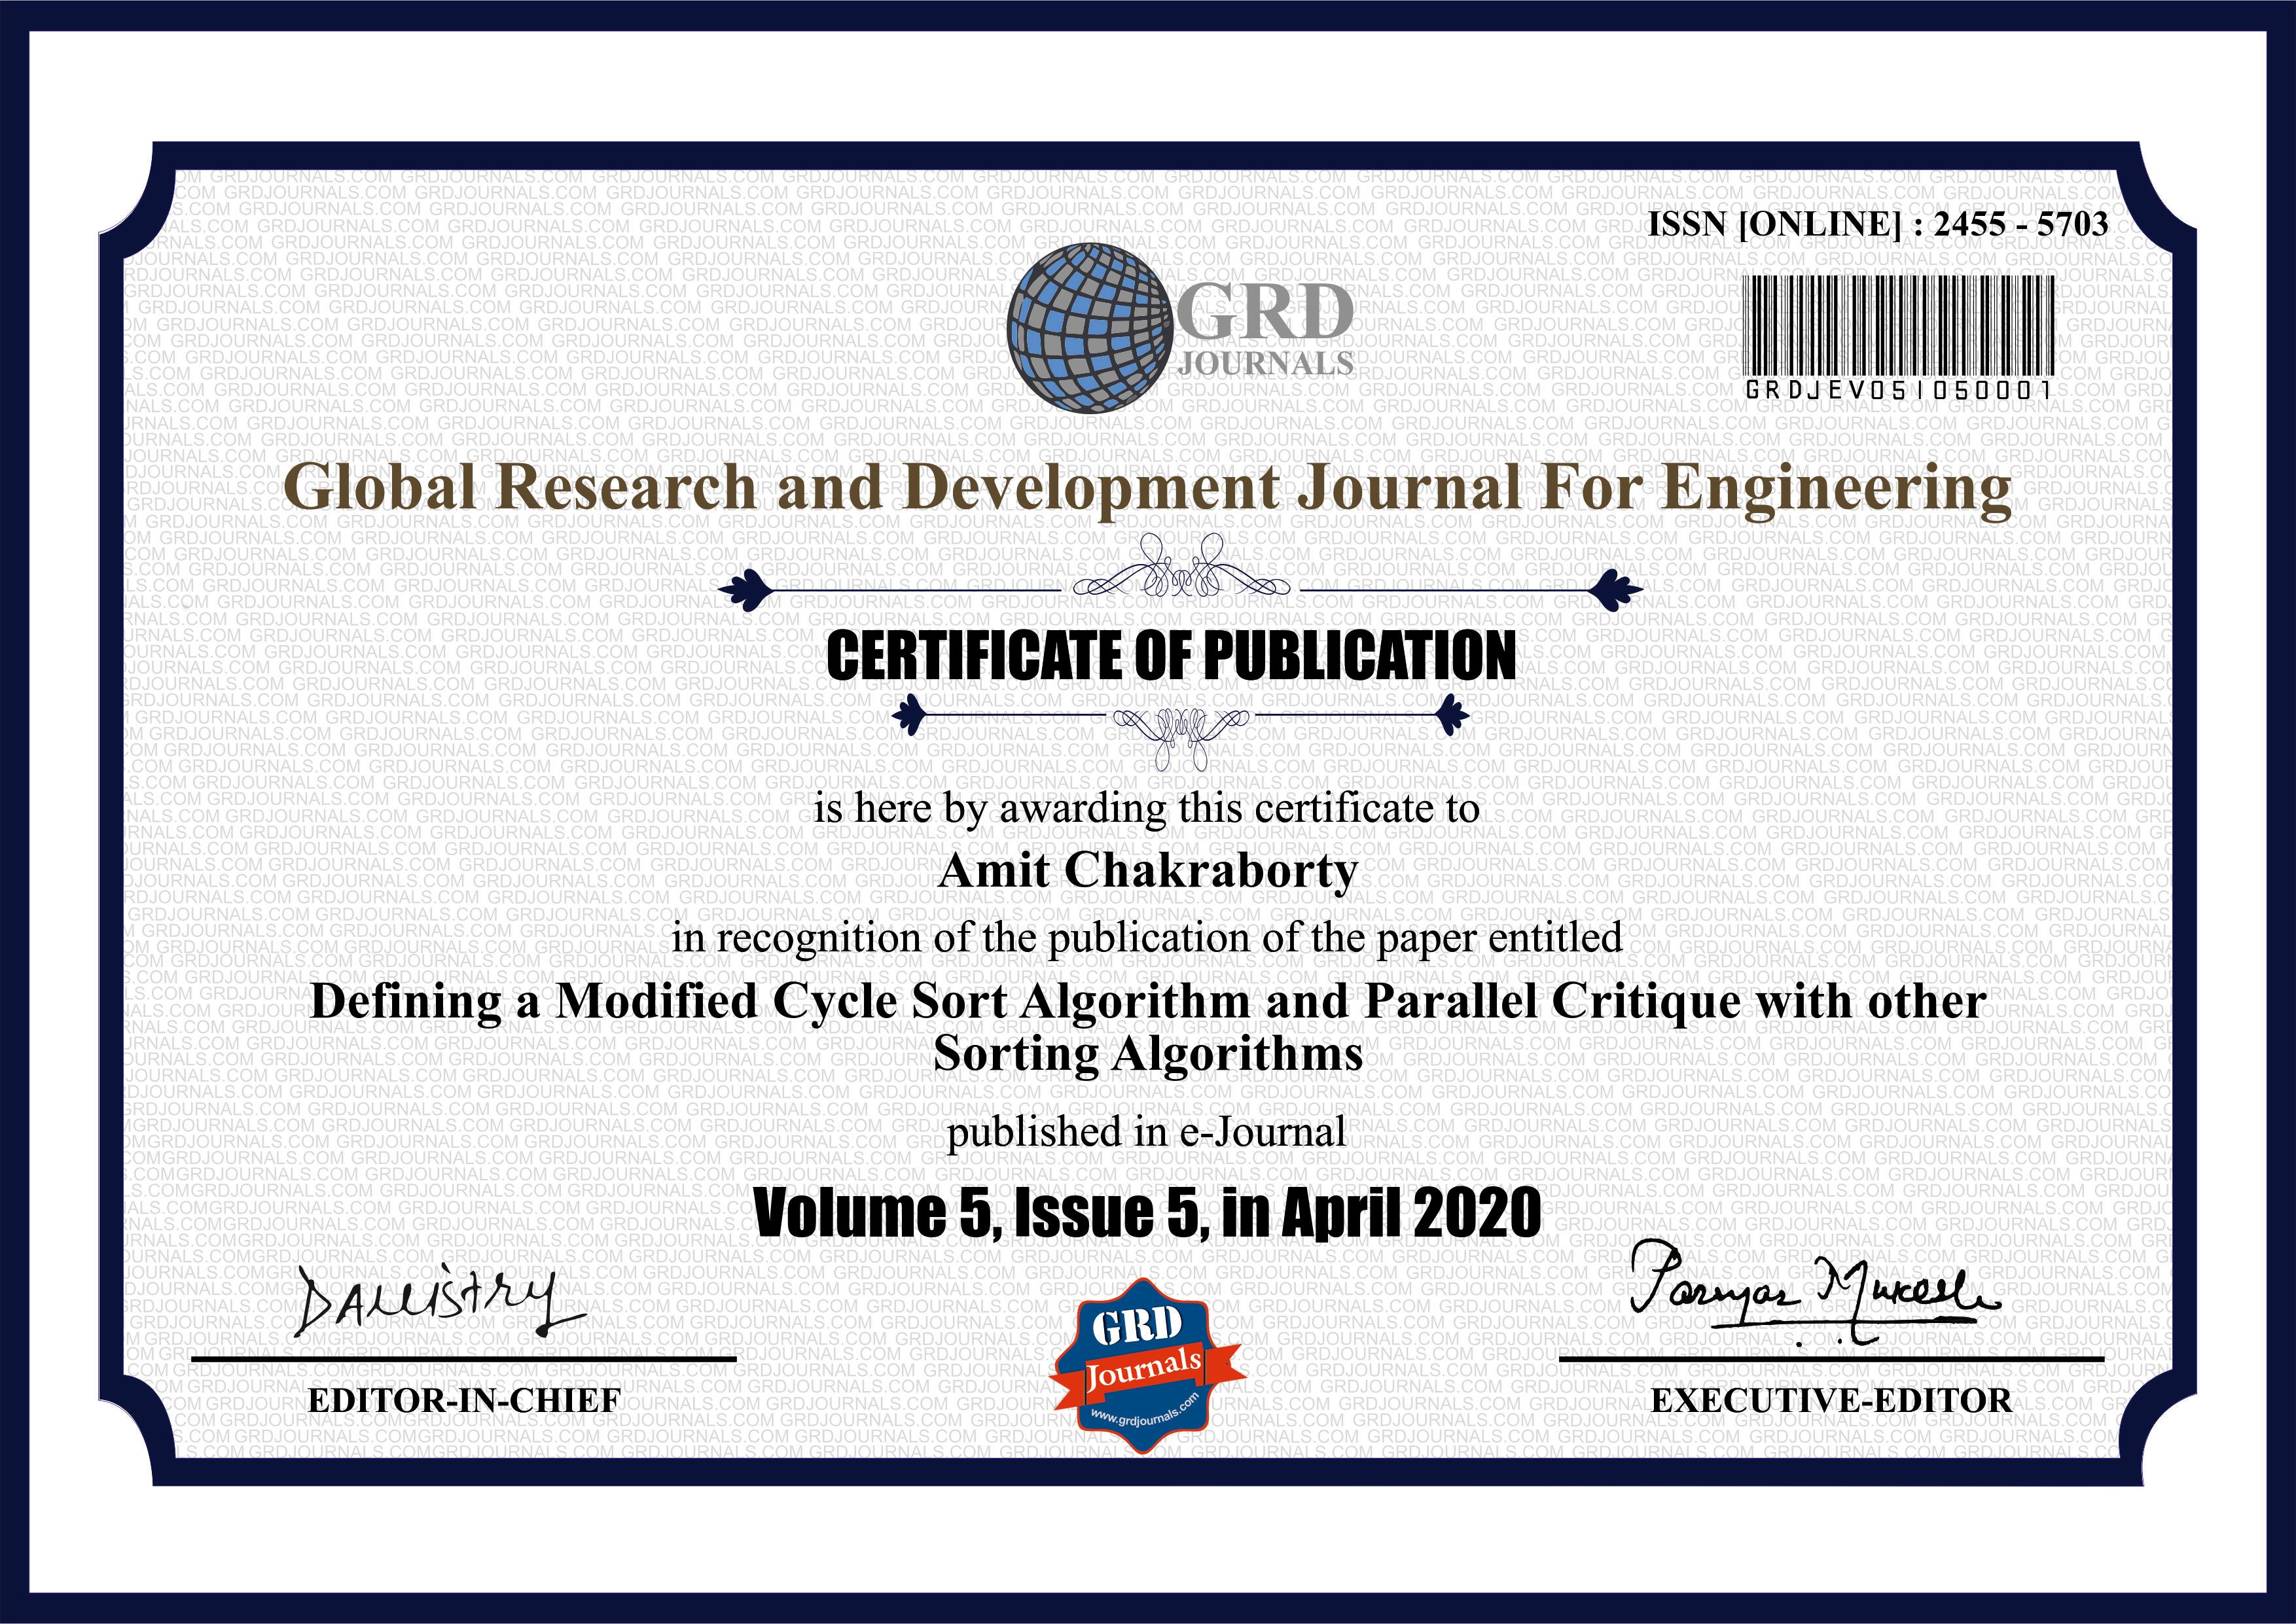 ISSN [ONLINE] : 2455 - 5703
GRD
JOURNALS
GRDJEV05I050001
Global Research and Development Journal For Engineering
CERTIFICATE OF PUBLICATION
is here by awarding this certificate to
Amit Chakraborty
in recognition of the publication of the paper entitled
Defining a Modified Cycle Sort Algorithm and Parallel Critique with other
Sorting Algorithms
published in e-Journal
Volume 5, Issue 5, in April 2020
EDITOR-IN-CHIEF
GRD
Journals
www.grdjournals.com
EXECUTIVE-EDITOR